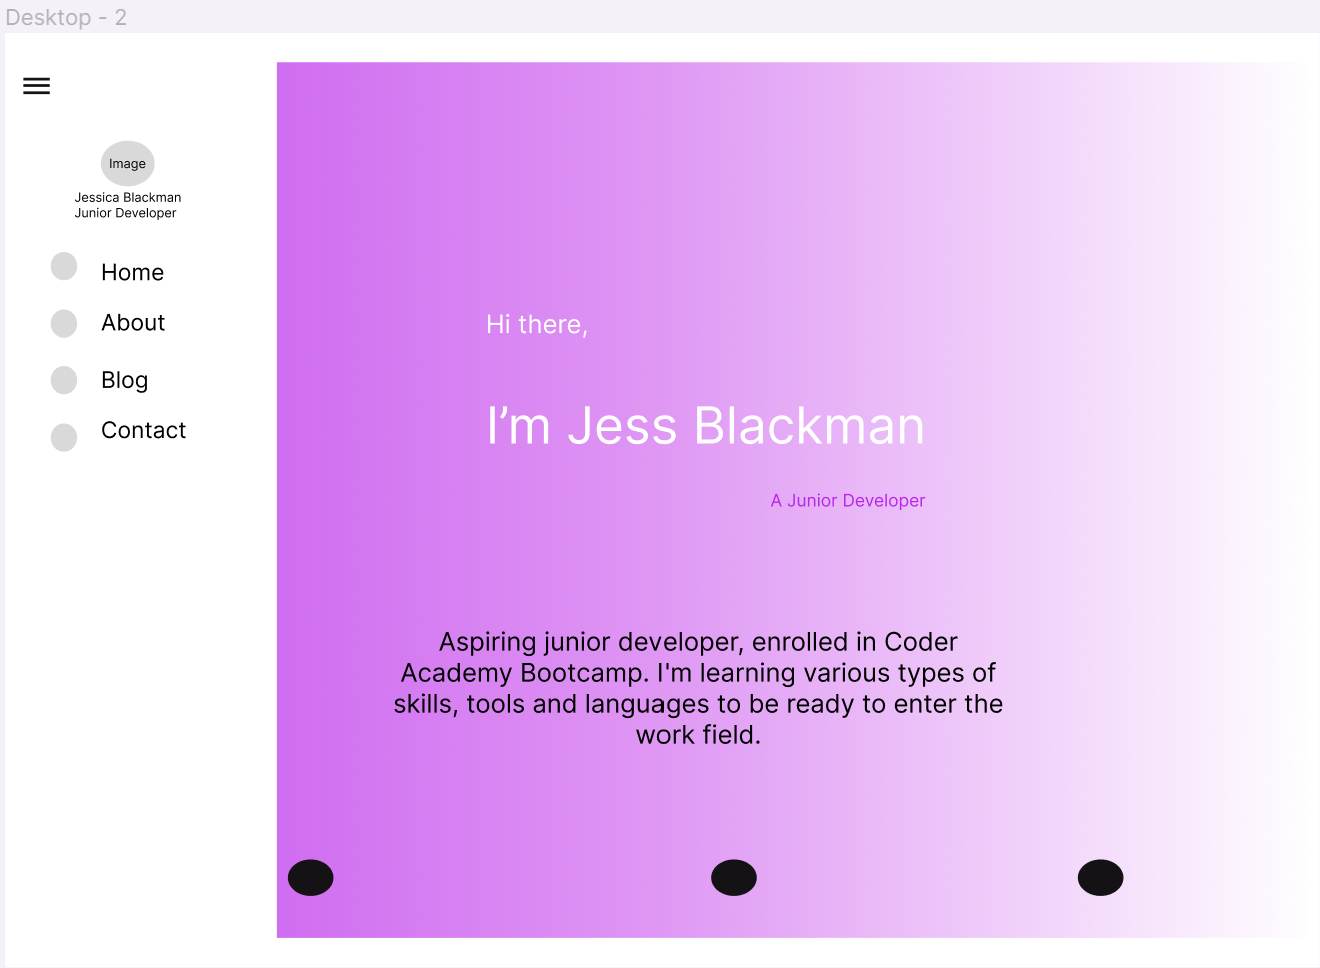 Desktop - 2
Image
Jessica Blackman
Junior Developer
Home
About
Blog
Contact
Hi there,
I’m Jess Blackman
A Junior Developer
Aspiring junior developer, enrolled in Coder
Academy Bootcamp. I'm learning various types of
skills, tools and languages to be ready to enter the
work field.